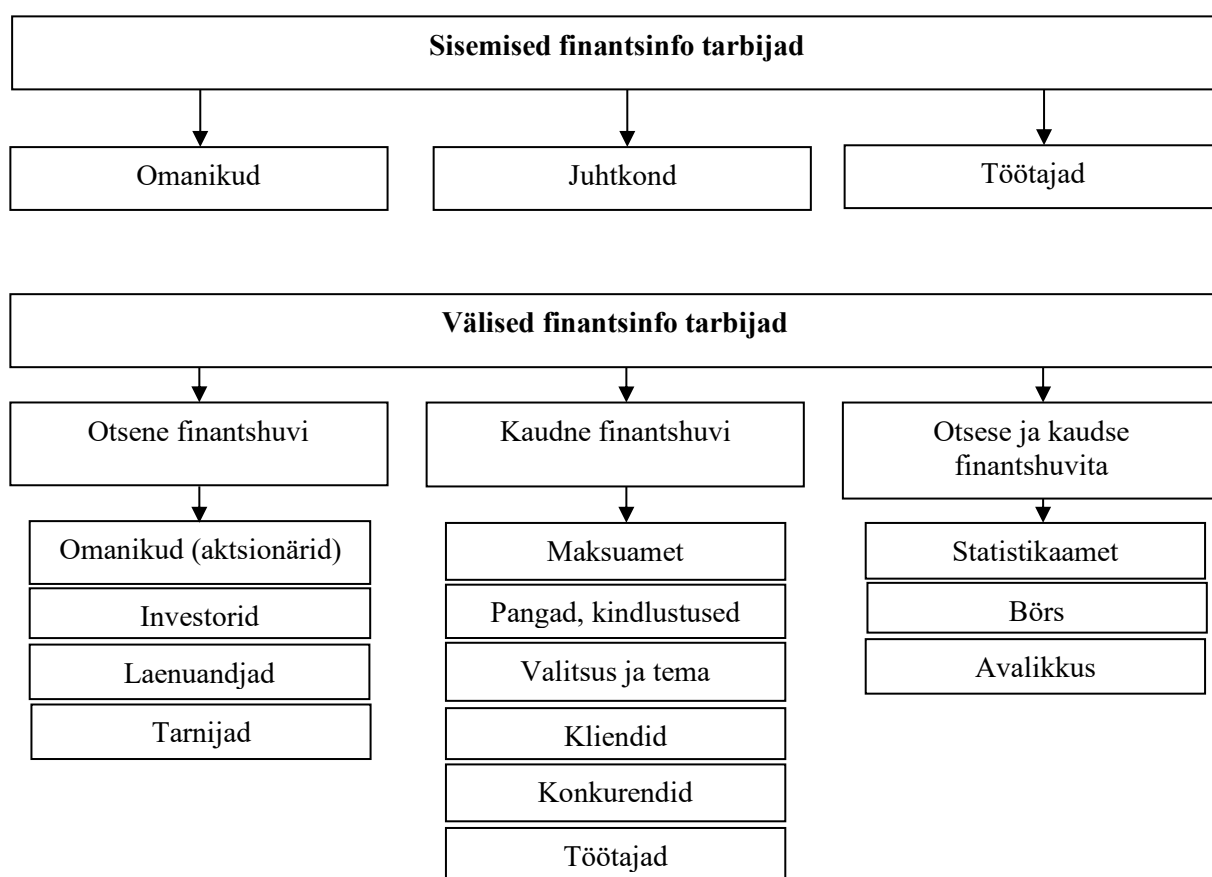 Sisemised finantsinfo tarbijad
Omanikud
Juhtkond
Töötajad
Välised finantsinfo tarbijad
Otsene finantshuvi
Kaudne finantshuvi
Otsese ja kaudse
finantshuvita
Omanikud (aktsionärid)
Investorid
Laenuandjad
Tarnijad
Maksuamet
Pangad, kindlustused
Valitsus ja tema
Kliendid
Konkurendid
Töötajad
Statistikaamet
Börs
Avalikkus